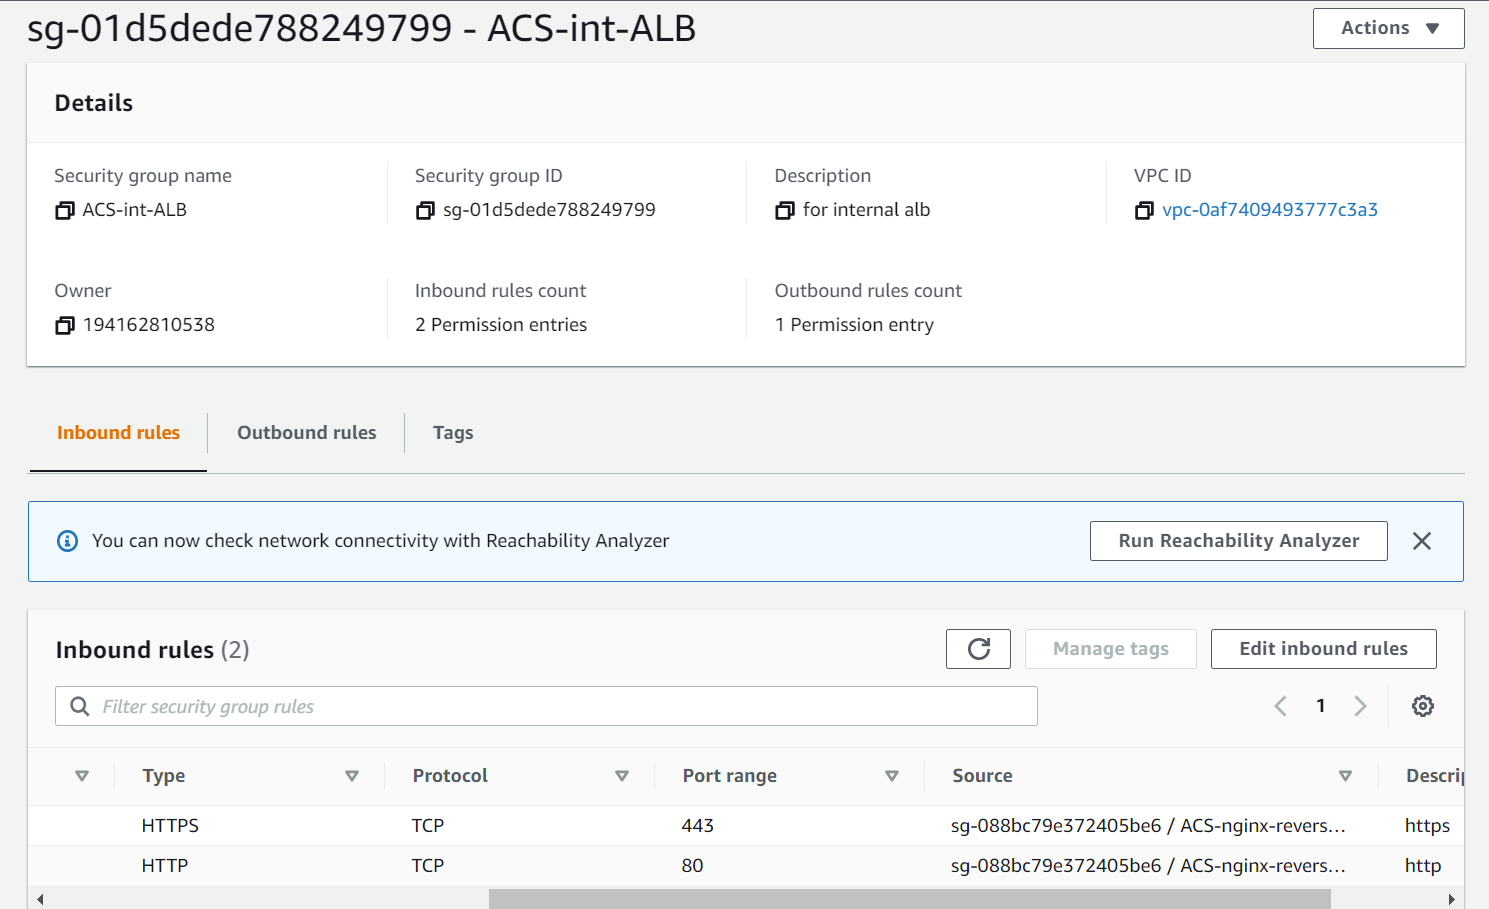 sg-01d5dede788249799 - ACS-int-ALB
Actions
Details
Security group name
ACS-int-ALB
Security group ID
sg-01d5dede788249799
Description
for internal alb
VPC ID
vpc-0af7409493777c3a3
Owner
194162810538
Inbound rules count
2 Permission entries
Outbound rules count
1 Permission entry
Inbound rules
Outbound rules
Tags
You can now check network connectivity with Reachability Analyzer
Run Reachability Analyzer
Inbound rules (2)
Manage tags
Edit inbound rules
Filter security group rules
1
Type Protocol Port range Source Descrip
HTTPS TCP 443 sg-088bc79e372405be6 / ACS-nginx-revers... https
HTTP TCP 80 sg-088bc79e372405be6 / ACS-nginx-revers... http